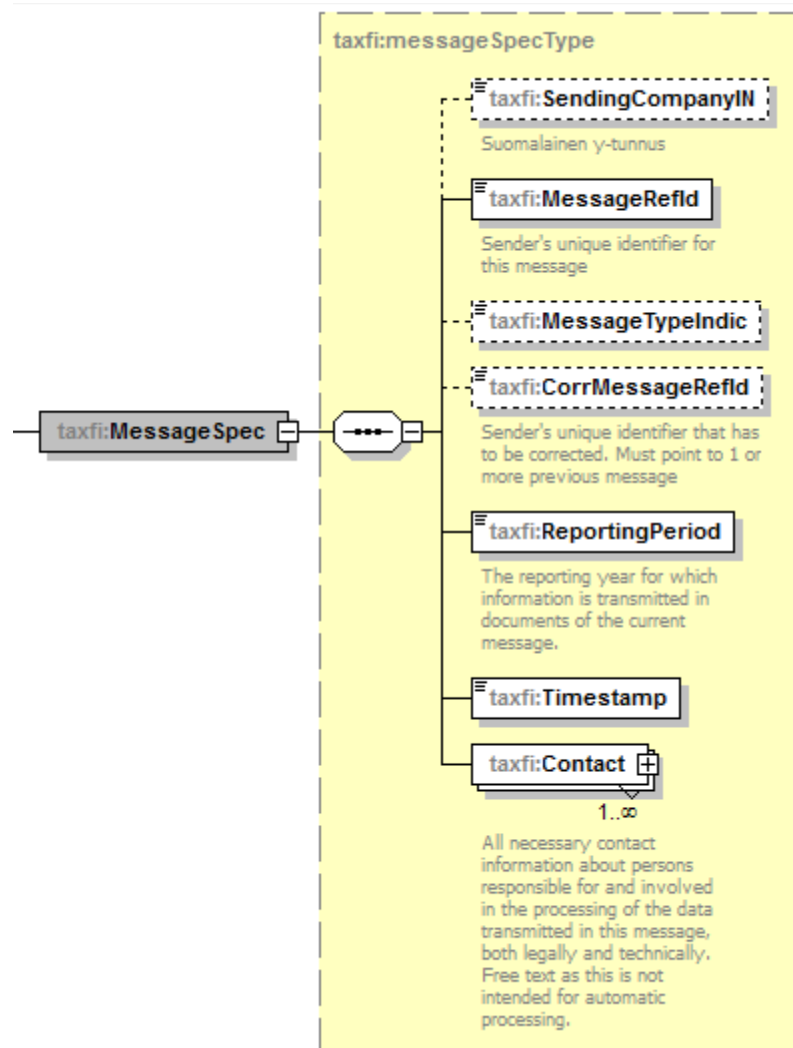 taxfi:messageSpecType
taxfi:SendingCompanyIN
Suomalainen y-tunnus
taxfi:MessageRefId
Sender's unique identifier for
this message
taxfi:MessageTypeIndic
taxfi:CorrMessageRefId
taxfi:MessageSpec
Sender's unique identifier that has
to be corrected. Must point to 1 or
more previous message
taxfi:ReportingPeriod
The reporting year for which
information is transmitted in
documents of the current
message.
taxfi:Timestamp
taxfi:Contact
1..∞
All necessary contact
information about persons
responsible for and involved
in the processing of the data
transmitted in this message,
both legally and technically.
Free text as this is not
intended for automatic
processing.